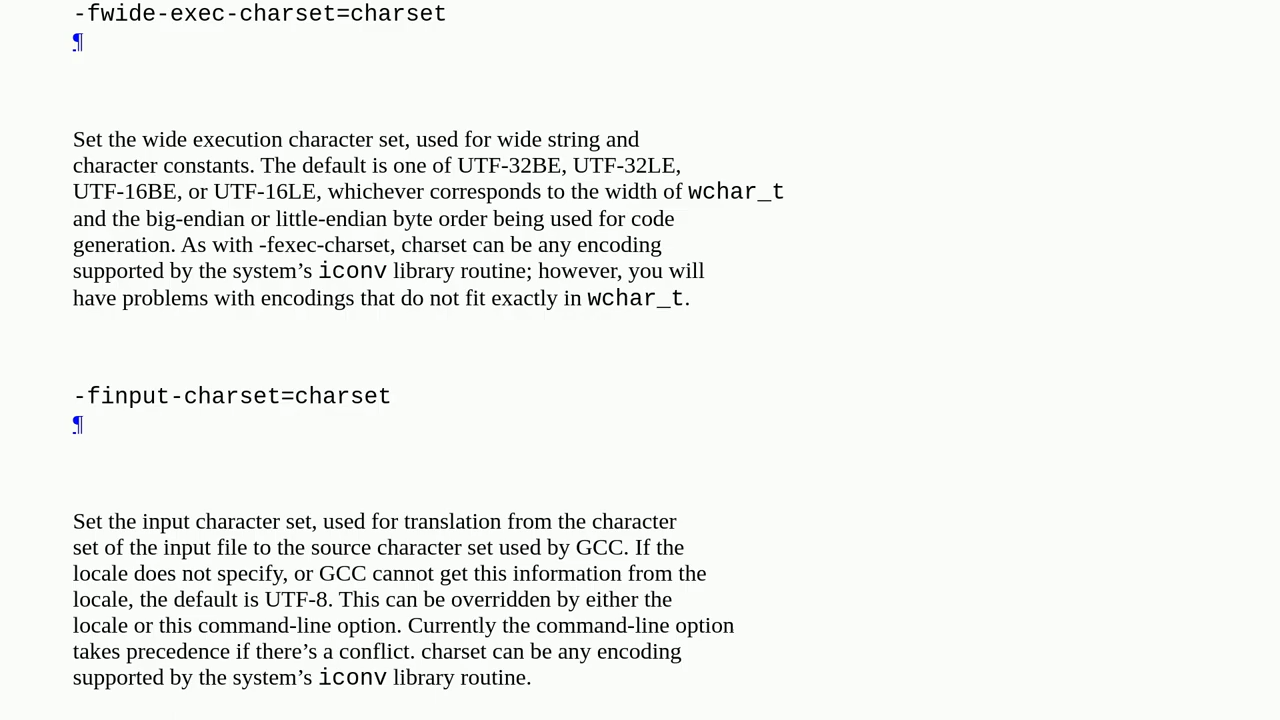 -fwide-exec-charset=charset
¶
Set the wide execution character set, used for wide string and
character constants. The default is one of UTF-32BE, UTF-32LE,
UTF-16BE, or UTF-16LE, whichever corresponds to the width of wchar_t
and the big-endian or little-endian byte order being used for code
generation. As with -fexec-charset, charset can be any encoding
supported by the system’s iconv library routine; however, you will
have problems with encodings that do not fit exactly in wchar_t.
-finput-charset=charset
¶
Set the input character set, used for translation from the character
set of the input file to the source character set used by GCC. If the
locale does not specify, or GCC cannot get this information from the
locale, the default is UTF-8. This can be overridden by either the
locale or this command-line option. Currently the command-line option
takes precedence if there’s a conflict. charset can be any encoding
supported by the system’s iconv library routine.